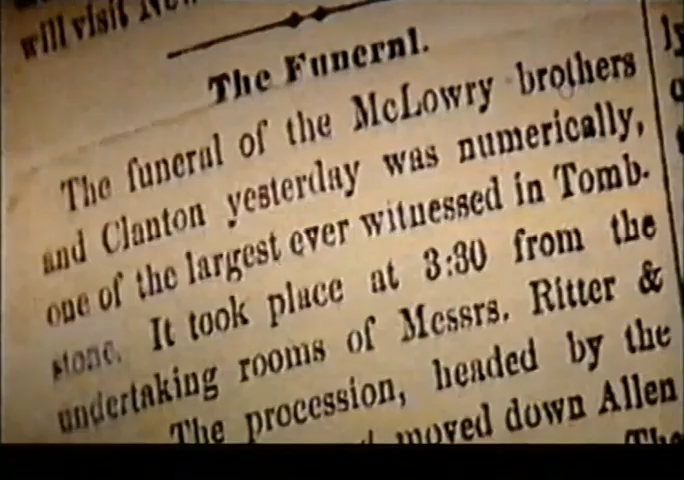 will visit
The Funeral.
The funeral of the McLowry brothers
and Clanton yesterday was numerically,
one of the largest ever witnessed in Tomb-
stone. It took place at 3:30 from the
undertaking rooms of Messrs. Ritter &
The procession, headed by the
moved down Allen
The